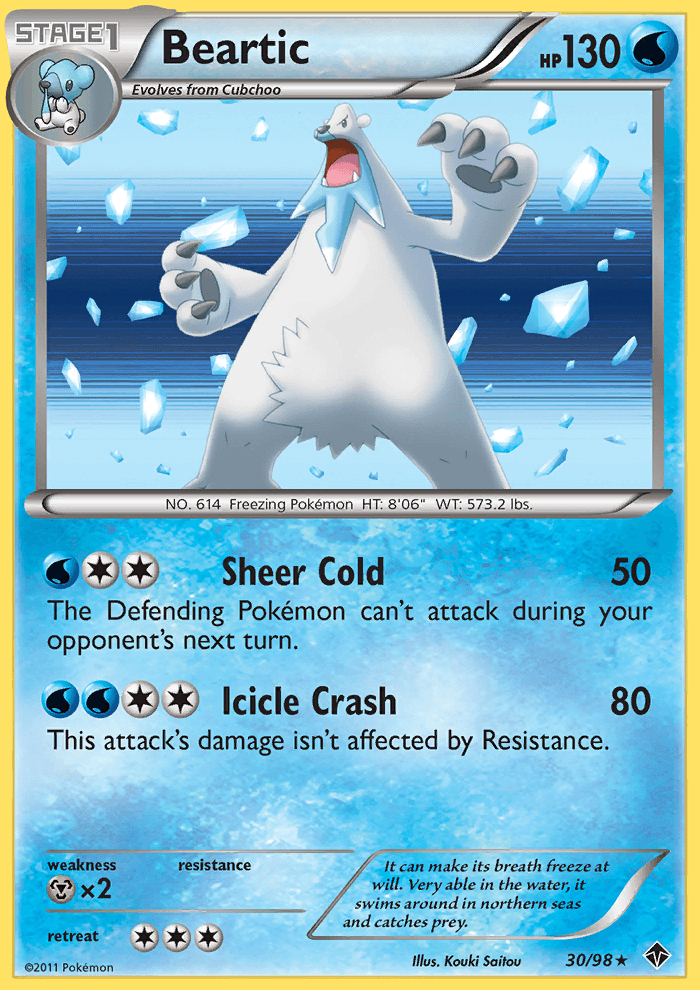 STAGE1
Beartic
HP130
Evolves from Cubchoo
NO. 614 Freezing Pokémon HT: 8'06" WT: 573.2 lbs.
Sheer Cold 50
The Defending Pokémon can't attack during your
opponent's next turn.
Icicle Crash 80
This attack's damage isn't affected by Resistance.
weakness resistance
×2
retreat
It can make its breath freeze at
will. Very able in the water, it
swims around in northern seas
and catches prey.
©2011 Pokémon
Illus. Kouki Saitou 30/98★